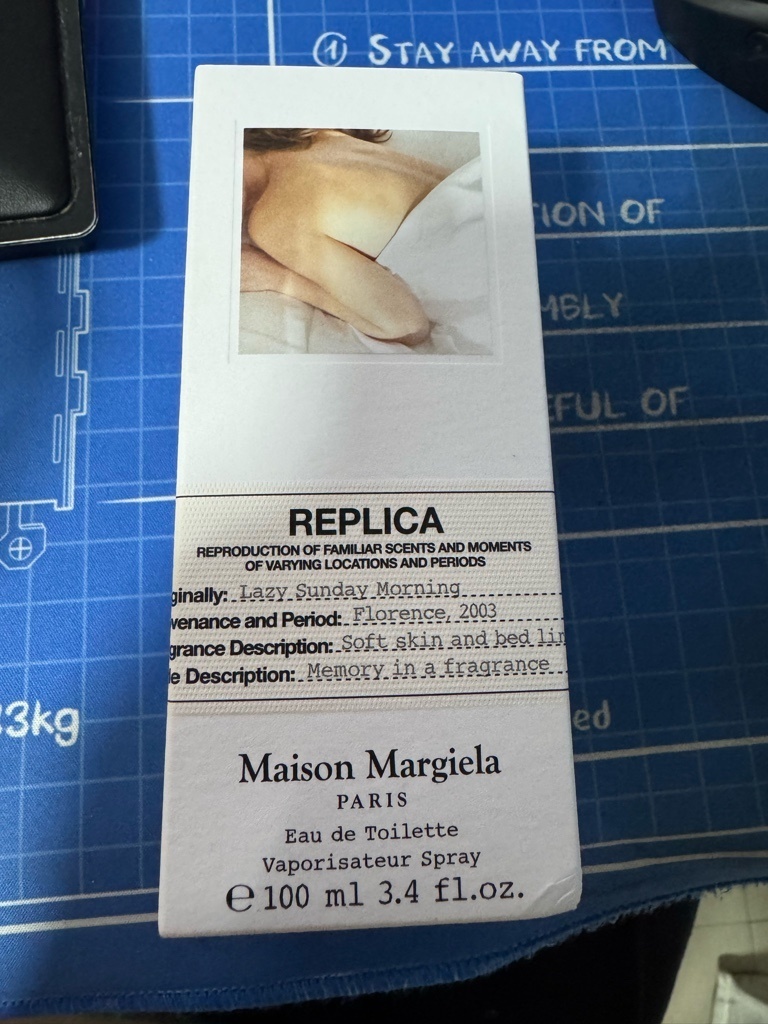 ① STAY AWAY FROM
TION OF
MBLY
EFUL OF
REPLICA
REPRODUCTION OF FAMILIAR SCENTS AND MOMENTS
OF VARYING LOCATIONS AND PERIODS
ginally: Lazy Sunday Morning
venance and Period: Florence, 2003
grance Description: Soft skin and bed lin
le Description: Memory in a fragrance
3kg
ed
Maison Margiela
PARIS
Eau de Toilette
Vaporisateur Spray
℮ 100 ml 3.4 fl.oz.